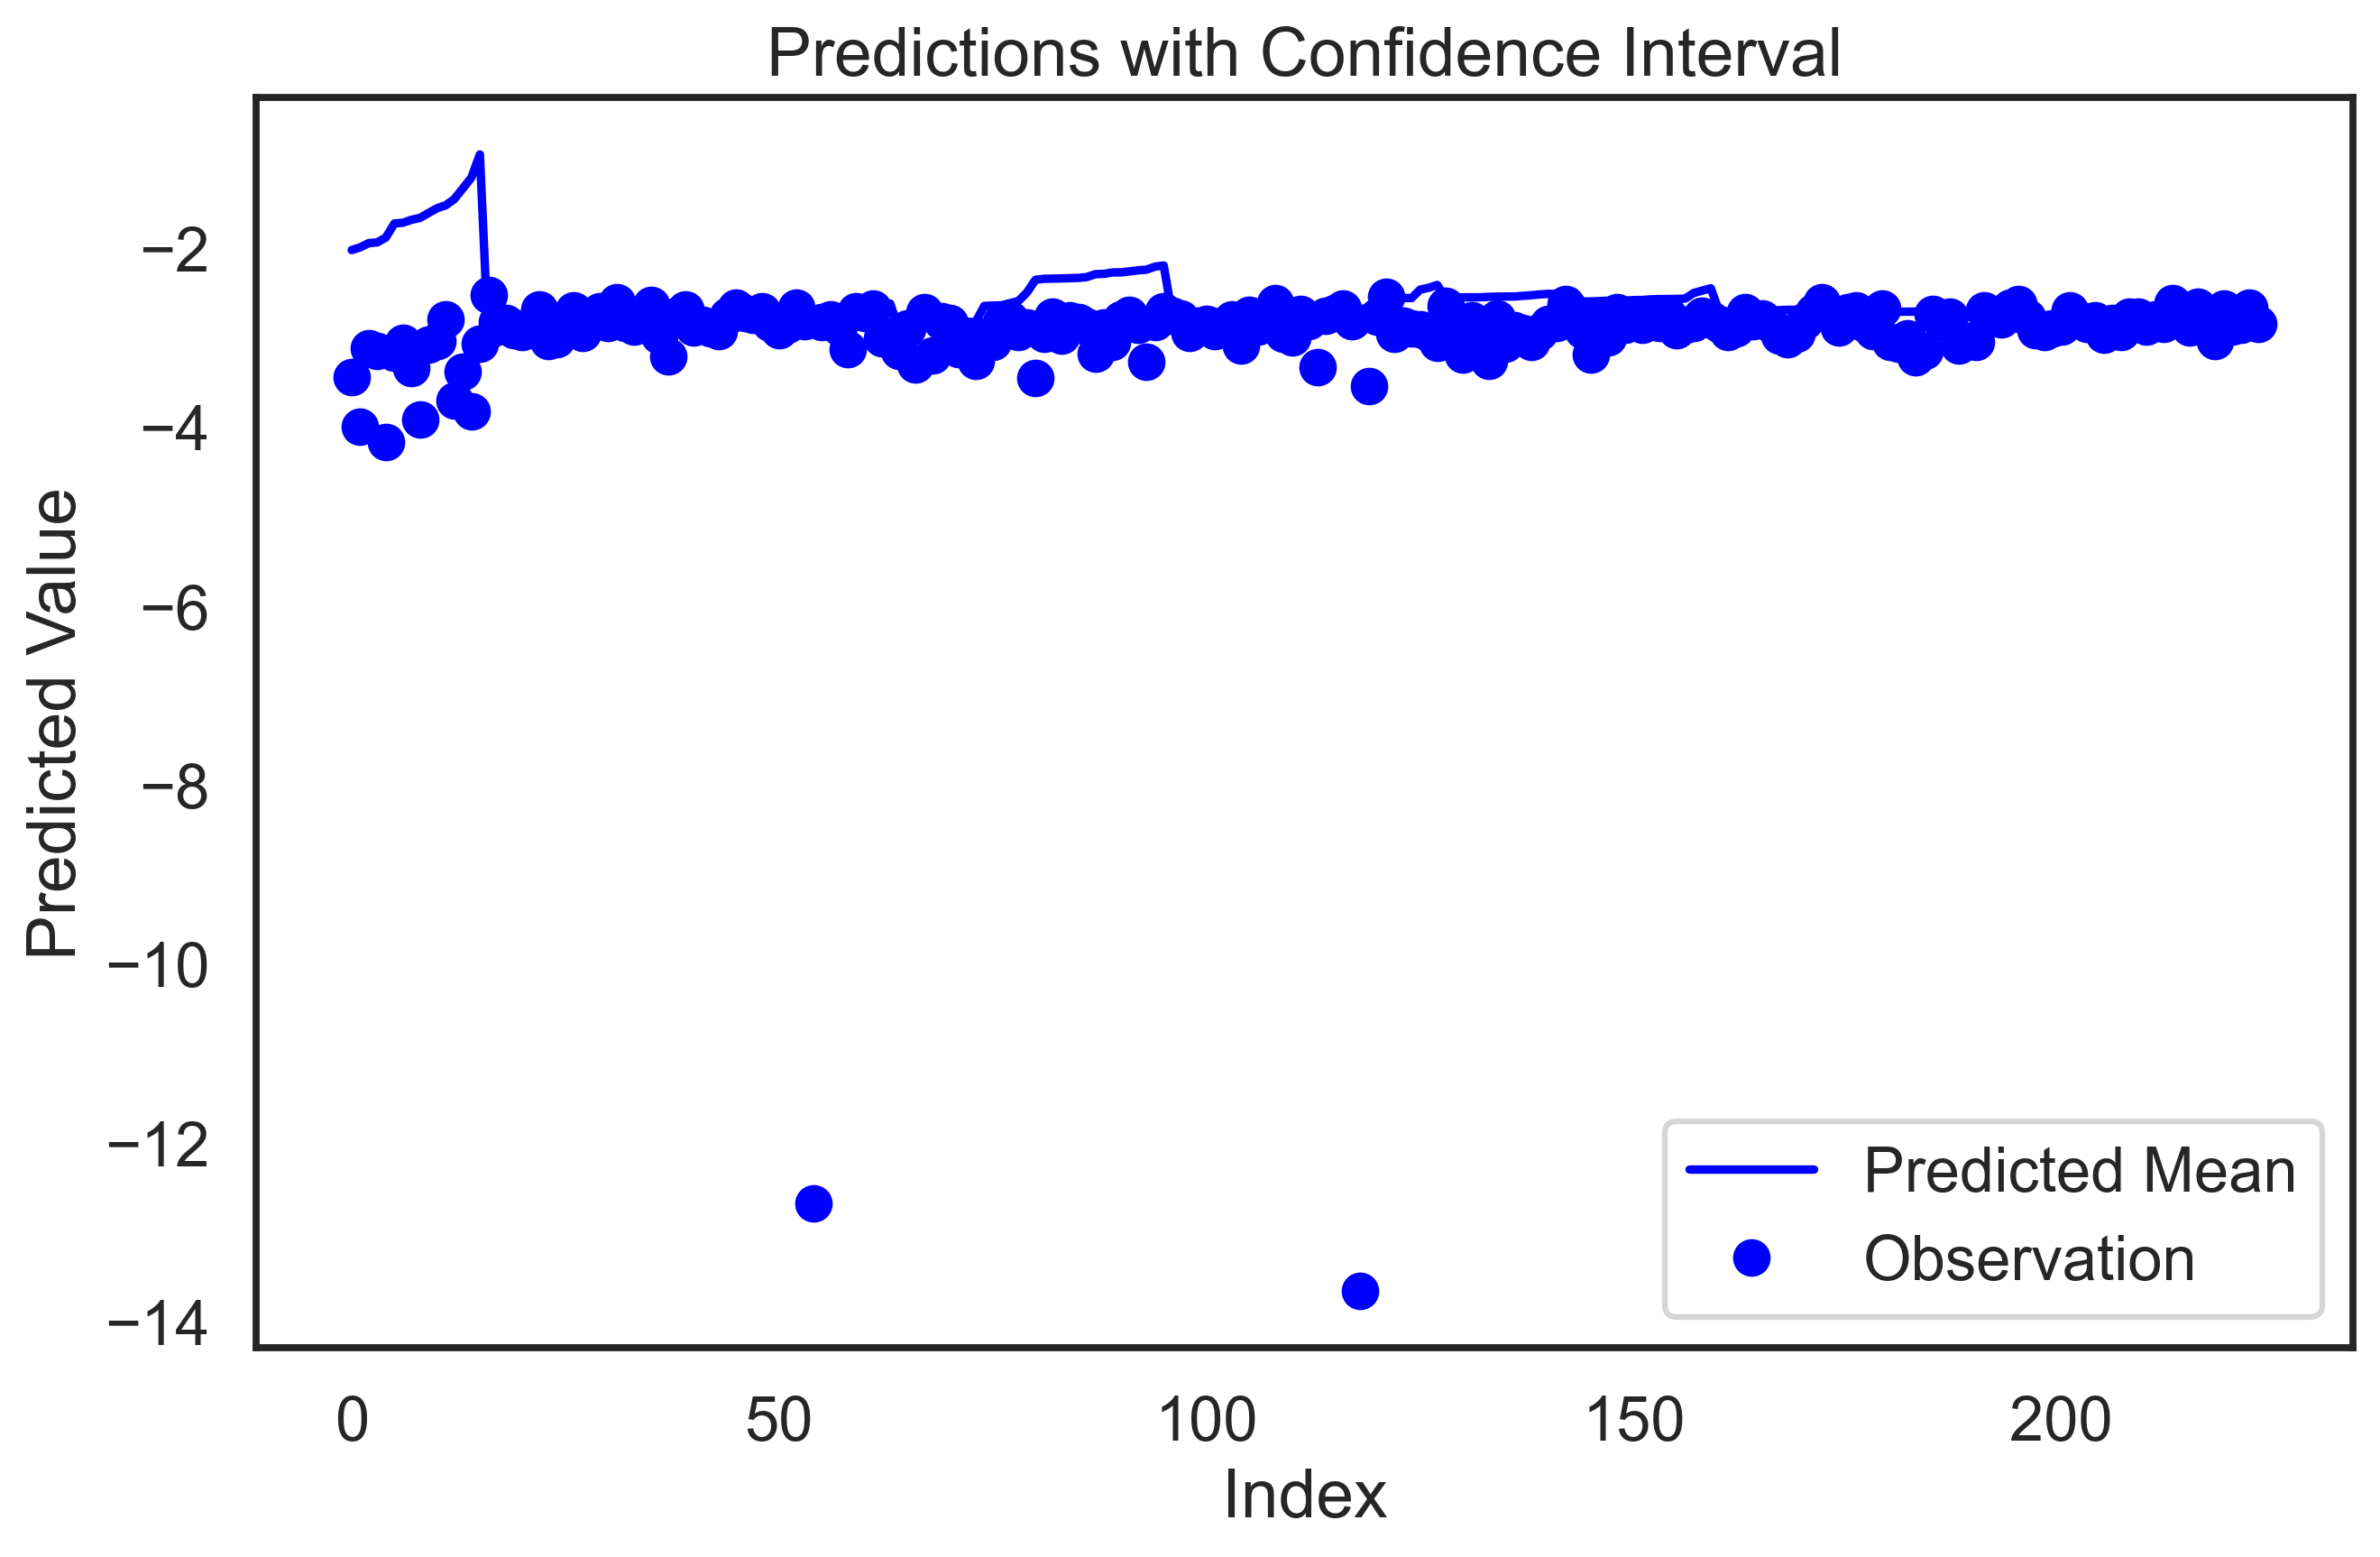 Predictions with Confidence Interval
Predicted Value
−2
−4
−6
−8
−10
−12
−14
Predicted Mean
Observation
0 50 100 150 200
Index